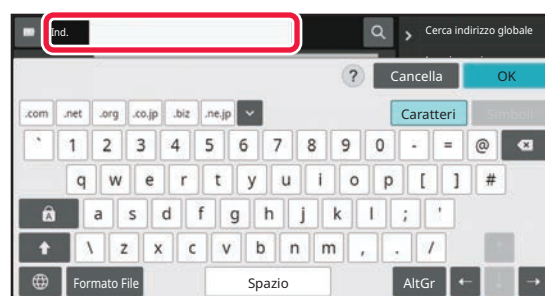 Ind.
Cerca indirizzo globale
? Cancella OK
.com .net .org .co.jp .biz .ne.jp Caratteri Simboli
` 1 2 3 4 5 6 7 8 9 0 - = @
q w e r t y u i o p [ ] #
A a s d f g h j k l ; '
\ z x c v b n m , . /
Formato File Spazio AltGr